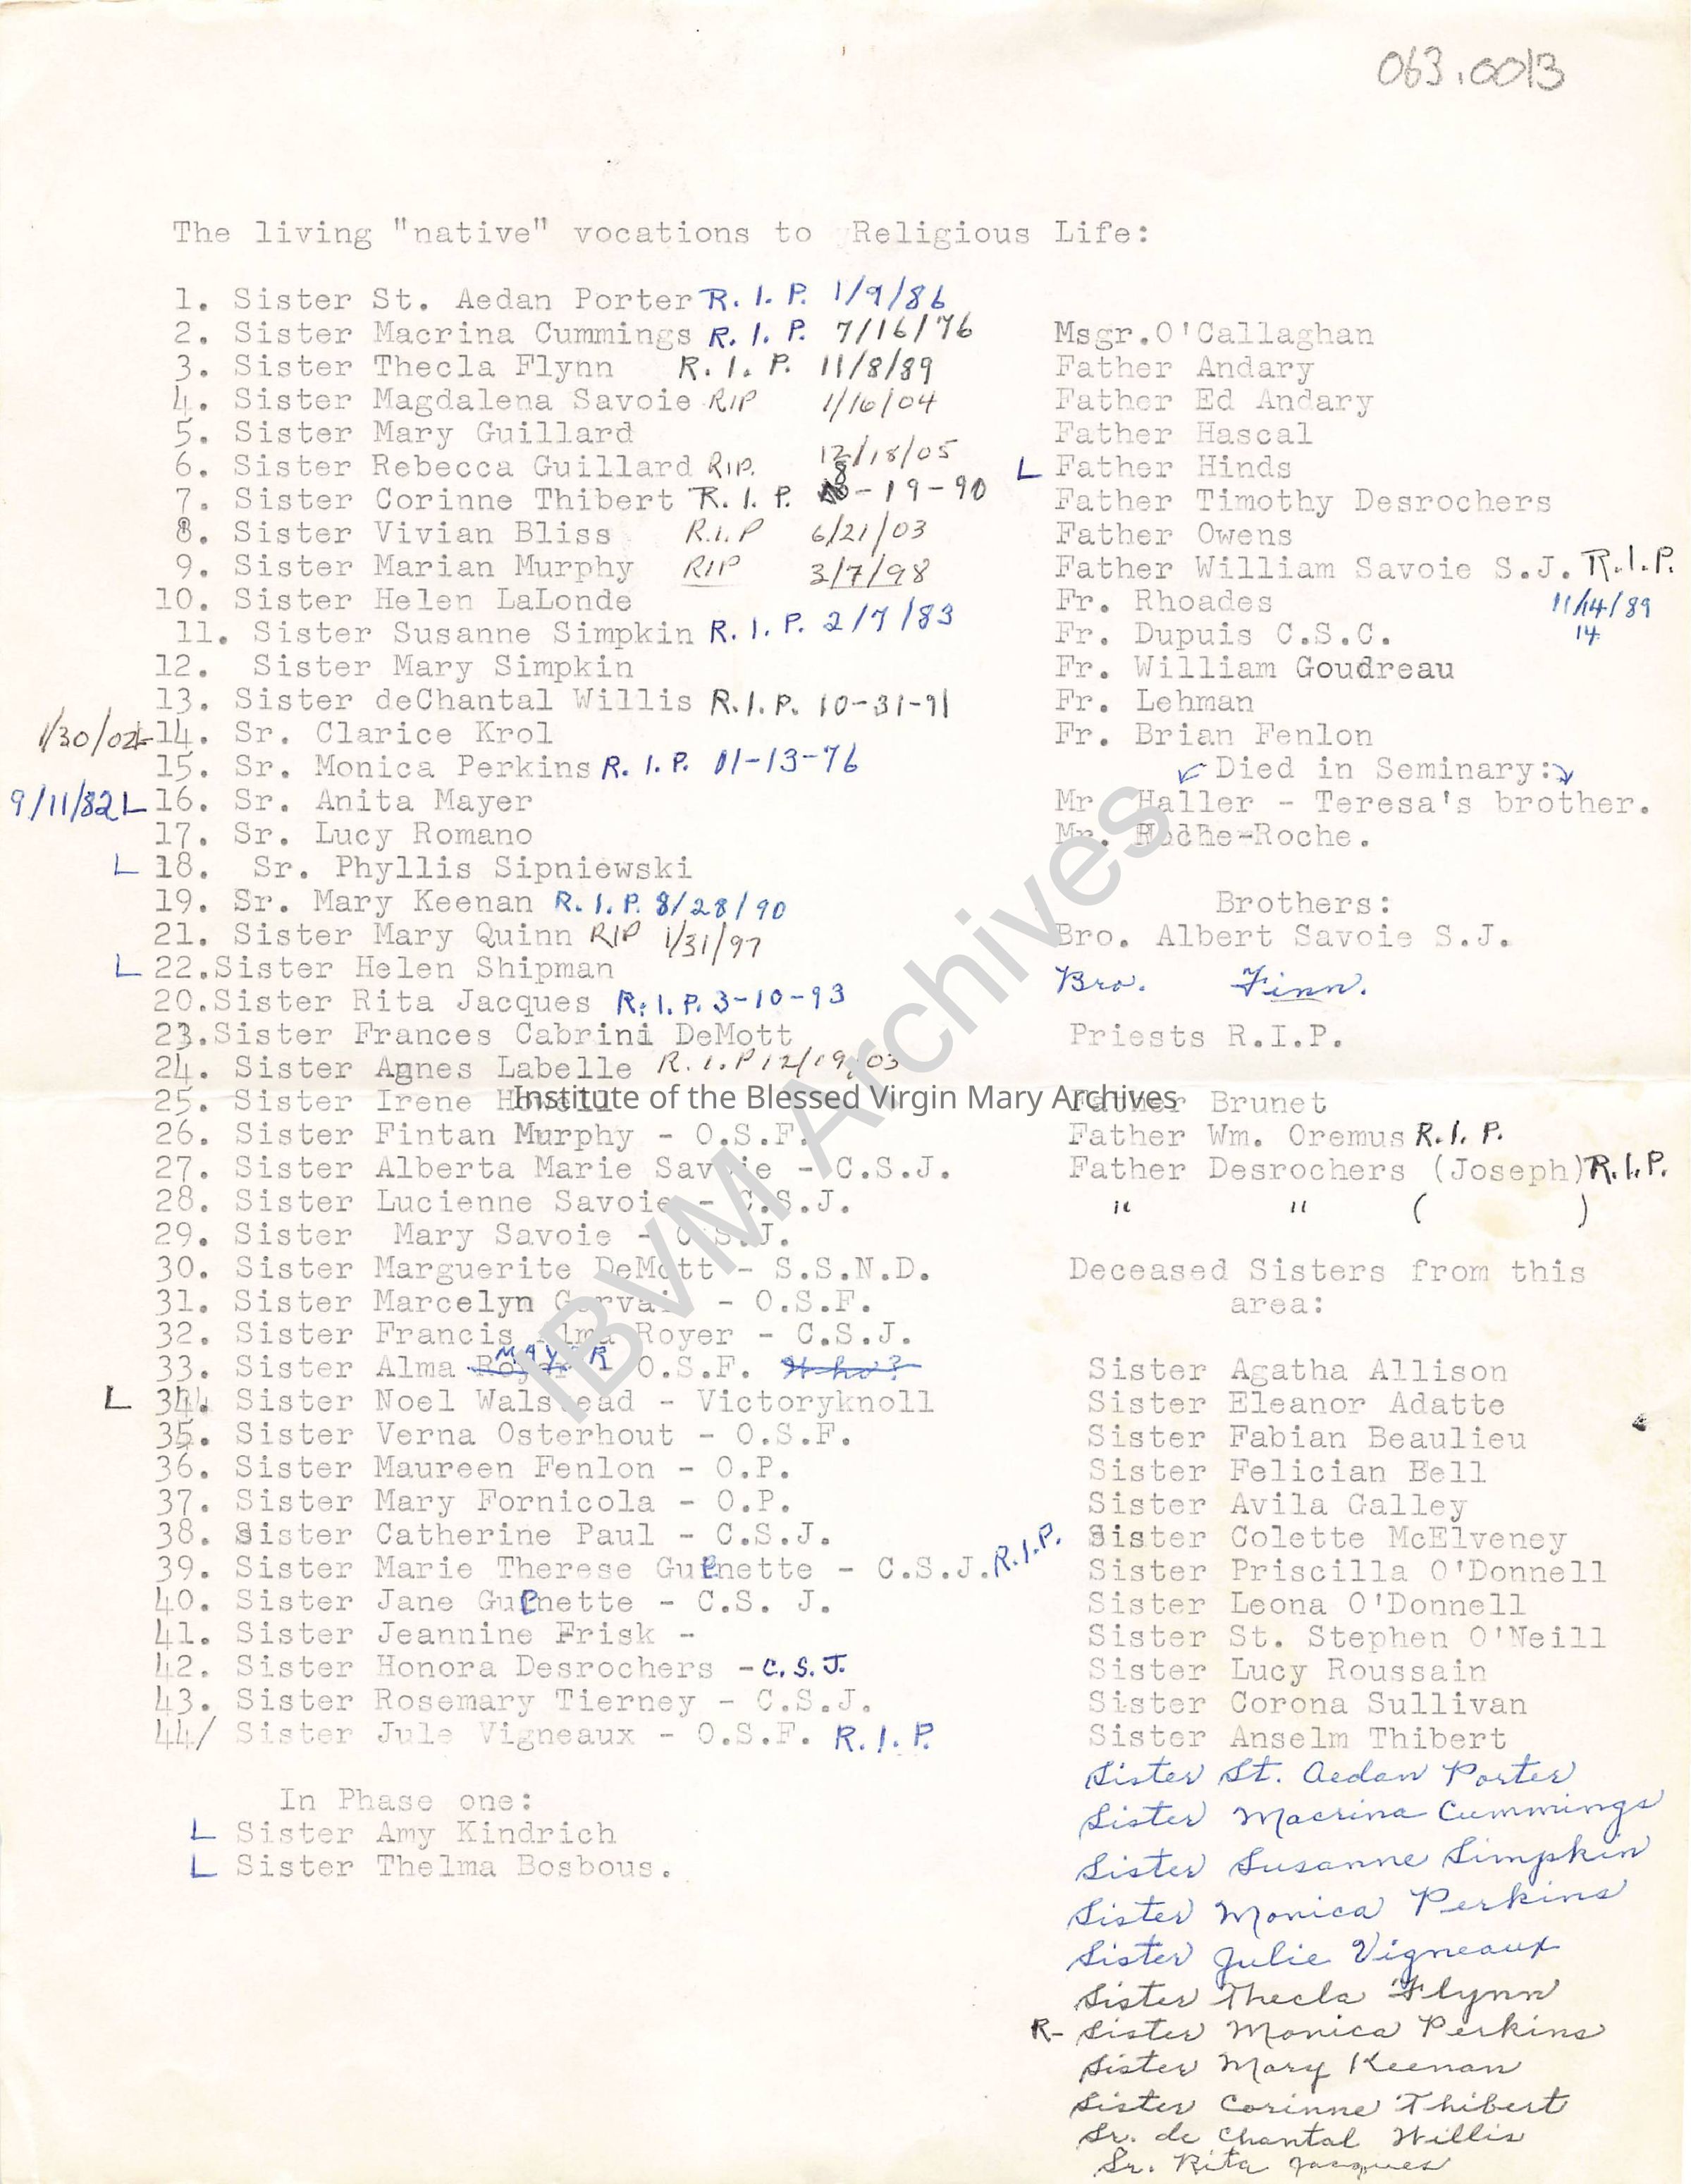 063.0013
The living "native" vocations to Religious Life:
1. Sister St. Aedan Porter R. I. P. 1/9/86
2. Sister Macrina Cummings R. I. P. 7/16/76
3. Sister Thecla Flynn R. I. P. 11/8/89
4. Sister Magdalena Savoie RIP 1/16/04
5. Sister Mary Guillard
6. Sister Rebecca Guillard RIP. 12/18/05
7. Sister Corinne Thibert R. I. P. 8-19-90
8. Sister Vivian Bliss R.I.P 6/21/03
9. Sister Marian Murphy RIP 3/7/98
10. Sister Helen LaLonde
11. Sister Susanne Simpkin R. I. P. 2/7/83
12. Sister Mary Simpkin
13. Sister deChantal Willis R.I.P. 10-31-91
1/30/02 14. Sr. Clarice Krol
15. Sr. Monica Perkins R. I. P. 11-13-76
9/11/82 L 16. Sr. Anita Mayer
17. Sr. Lucy Romano
L 18. Sr. Phyllis Sipniewski
19. Sr. Mary Keenan R. I. P. 8/28/90
21. Sister Mary Quinn RIP 1/31/97
L 22.Sister Helen Shipman
20.Sister Rita Jacques R. I. P. 3-10-93
23.Sister Frances Cabrini DeMott
24. Sister Agnes Labelle R. I. P 12/19/03
25. Sister Irene Howell
26. Sister Fintan Murphy - O.S.F.
27. Sister Alberta Marie Savoie - C.S.J.
28. Sister Lucienne Savoie - C.S.J.
29. Sister Mary Savoie - C.S.J.
30. Sister Marguerite DeMott - S.S.N.D.
31. Sister Marcelyn Gervais - O.S.F.
32. Sister Francis Alma Royer - C.S.J.
33. Sister Alma Royer MAYER - O.S.F. Who?
L 34. Sister Noel Walstead - Victoryknoll
35. Sister Verna Osterhout - O.S.F.
36. Sister Maureen Fenlon - O.P.
37. Sister Mary Fornicola - O.P.
38. Sister Catherine Paul - C.S.J.
39. Sister Marie Therese Guenette - C.S.J. R.I.P.
40. Sister Jane Guenette - C.S. J.
41. Sister Jeannine Frisk -
42. Sister Honora Desrochers - C. S. J.
43. Sister Rosemary Tierney - C.S.J.
44/ Sister Jule Vigneaux - O.S.F. R. I. P.
In Phase one:
L Sister Amy Kindrich
L Sister Thelma Bosbous.
Msgr.O'Callaghan
Father Andary
Father Ed Andary
Father Hascal
L Father Hinds
Father Timothy Desrochers
Father Owens
Father William Savoie S.J. R.I.P.
11/14/89
14
Fr. Rhoades
Fr. Dupuis C.S.C.
Fr. William Goudreau
Fr. Lehman
Fr. Brian Fenlon
Died in Seminary:
Mr. Haller - Teresa's brother.
Mr. Roche-Roche.
Brothers:
Bro. Albert Savoie S.J.
Bro. Finn.
Priests R.I.P.
Father Brunet
Father Wm. Oremus R. I. P.
Father Desrochers (Joseph) R.I.P.
" " ( )
Deceased Sisters from this
area:
Sister Agatha Allison
Sister Eleanor Adatte
Sister Fabian Beaulieu
Sister Felician Bell
Sister Avila Galley
Sister Colette McElveney
Sister Priscilla O'Donnell
Sister Leona O'Donnell
Sister St. Stephen O'Neill
Sister Lucy Roussain
Sister Corona Sullivan
Sister Anselm Thibert
Sister St. Aedan Porter
Sister Macrina Cummings
Sister Susanne Simpkin
Sister Monica Perkins
Sister Julie Vigneaux
Sister Thecla Flynn
R- Sister Monica Perkins
Sister Mary Keenan
Sister Corinne Thibert
Sr. de Chantal Willis
Sr. Rita Jacques
IBVM Archives
Institute of the Blessed Virgin Mary Archives